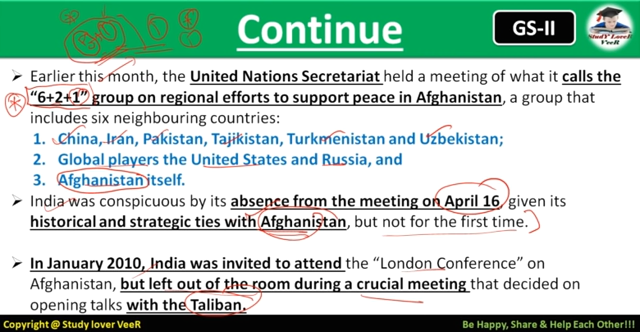 Continue
GS-II
StudY LoveR
VeeR
➢ Earlier this month, the United Nations Secretariat held a meeting of what it calls the
"6+2+1" group on regional efforts to support peace in Afghanistan, a group that
includes six neighbouring countries:
1. China, Iran, Pakistan, Tajikistan, Turkmenistan and Uzbekistan;
2. Global players the United States and Russia, and
3. Afghanistan itself.
➢ India was conspicuous by its absence from the meeting on April 16, given its
historical and strategic ties with Afghanistan, but not for the first time.
➢ In January 2010, India was invited to attend the “London Conference” on
Afghanistan, but left out of the room during a crucial meeting that decided on
opening talks with the Taliban.
Copyright @ Study lover VeeR
Be Happy, Share & Help Each Other!!!